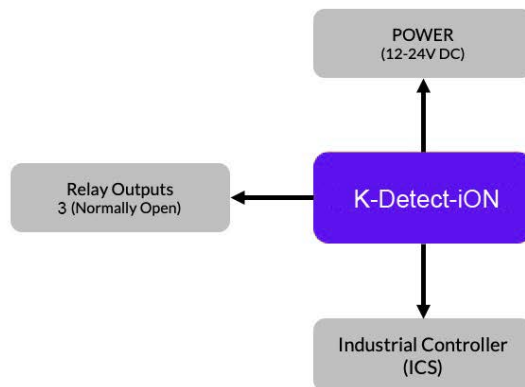 POWER
(12-24V DC)
Relay Outputs
3 (Normally Open)
K-Detect-iON
Industrial Controller
(ICS)